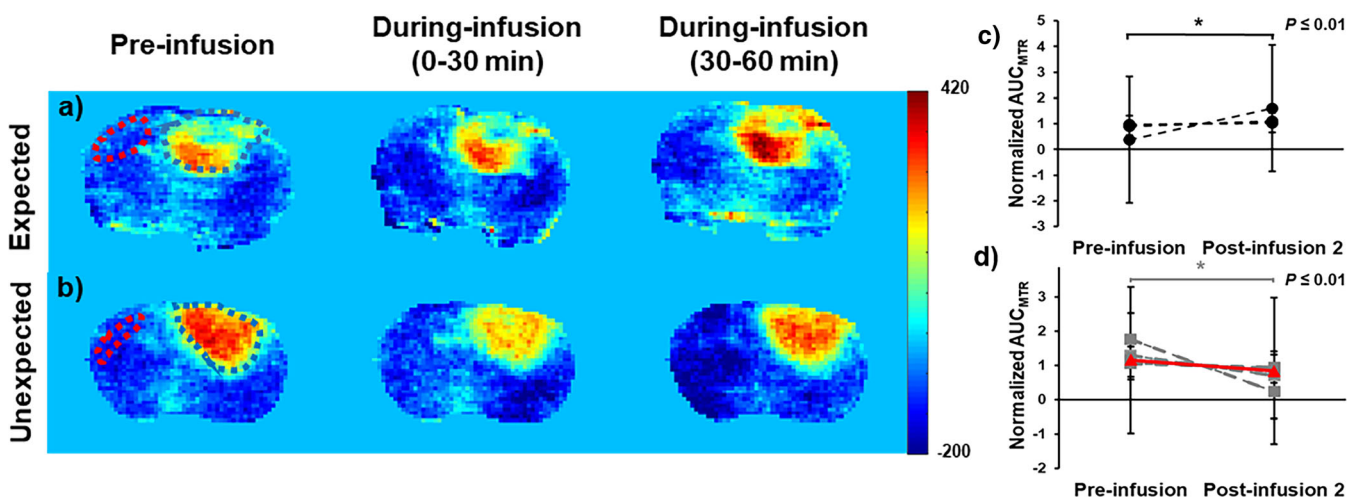 Pre-infusion
During-infusion
(0-30 min)
During-infusion
(30-60 min)
Expected
Unexpected
a)
b)
420
-200
c)
*
P ≤ 0.01
Normalized AUCMTR
5
4
3
2
1
0
-1
-2
-3
Pre-infusion Post-infusion 2
d)
*
P ≤ 0.01
Normalized AUCMTR
3
2
1
0
-1
-2
Pre-infusion Post-infusion 2